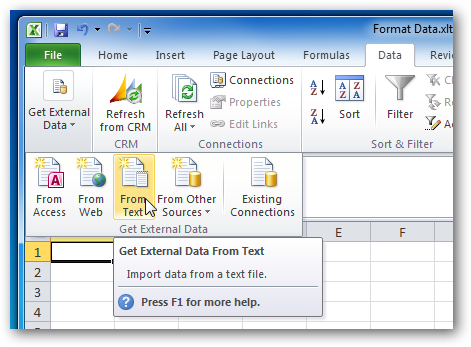 Format Data.xlt
File Home Insert Page Layout Formulas Data
Get External Data
Refresh from CRM
CRM
Refresh All
Connections
Properties
Edit Links
Connections
A Z
Z A
Sort
Filter
Sort & Filter
From Access
From Web
From Text
From Other Sources
Existing Connections
Get External Data
E F
1
2
3
4
Get External Data From Text
Import data from a text file.
Press F1 for more help.